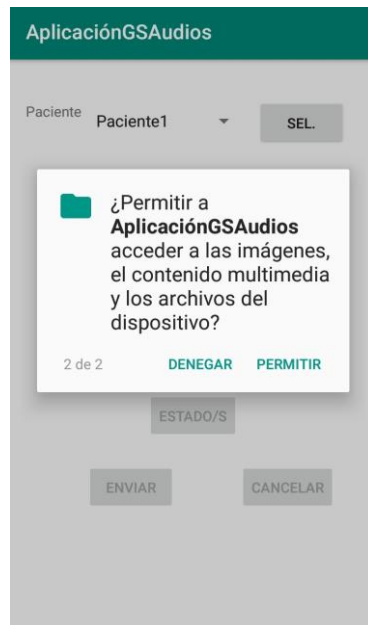 AplicaciónGSAudios
Paciente Paciente1 SEL.
¿Permitir a
AplicaciónGSAudios
acceder a las imágenes,
el contenido multimedia
y los archivos del
dispositivo?
2 de 2 DENEGAR PERMITIR
ESTADO/S
ENVIAR CANCELAR